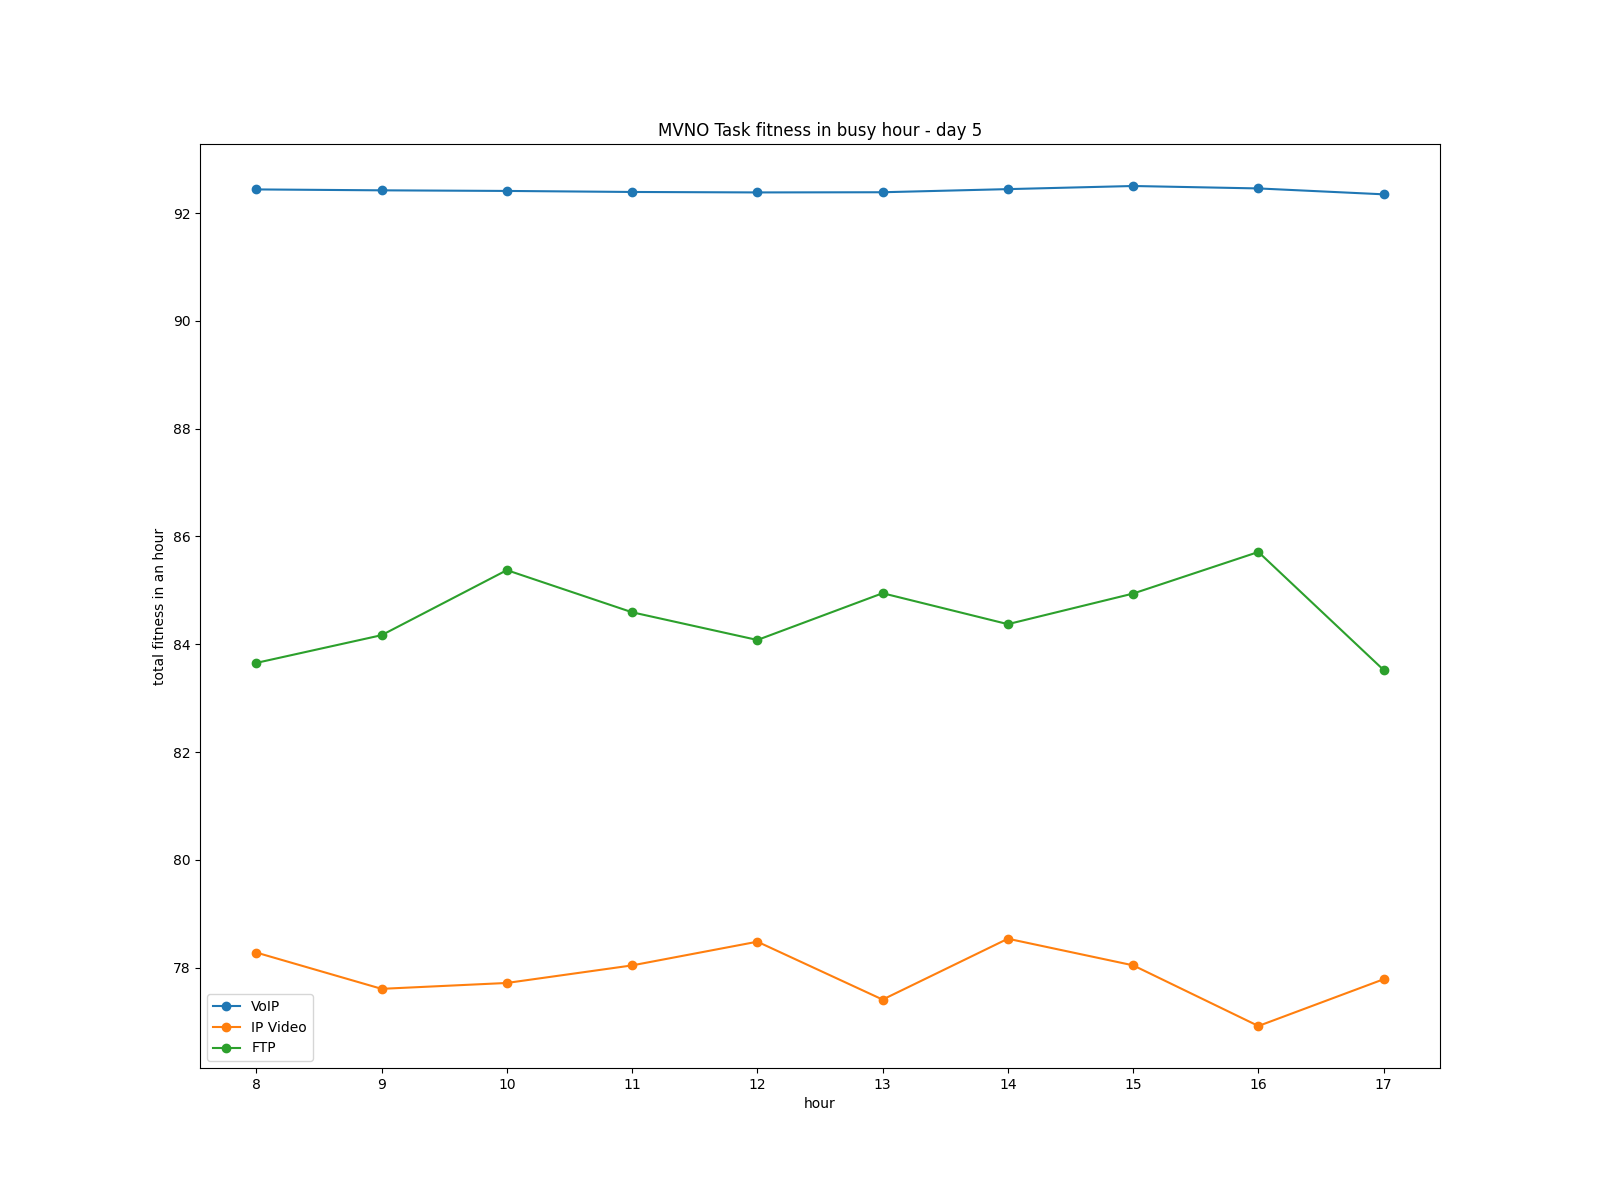 MVNO Task fitness in busy hour - day 5
total fitness in an hour
92
90
88
86
84
82
80
78
VoIP
IP Video
FTP
8 9 10 11 12 13 14 15 16 17
hour